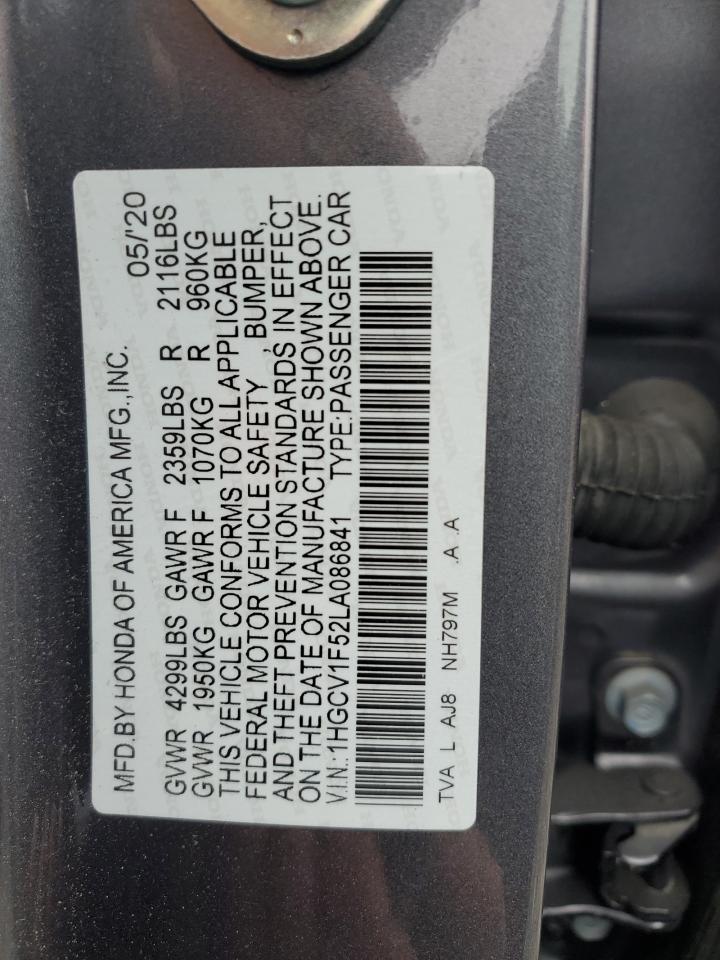 MFD.BY HONDA OF AMERICA MFG.,INC. 05/'20
GVWR 4299LBS GAWR F 2359LBS R 2116LBS
GVWR 1950KG GAWR F 1070KG R 960KG
THIS VEHICLE CONFORMS TO ALL APPLICABLE
FEDERAL MOTOR VEHICLE SAFETY , BUMPER,
AND THEFT PREVENTION STANDARDS IN EFFECT
ON THE DATE OF MANUFACTURE SHOWN ABOVE.
V.I.N.:1HGCV1F52LA086841 TYPE:PASSENGER CAR
TVA L AJ8 NH797M .A .A